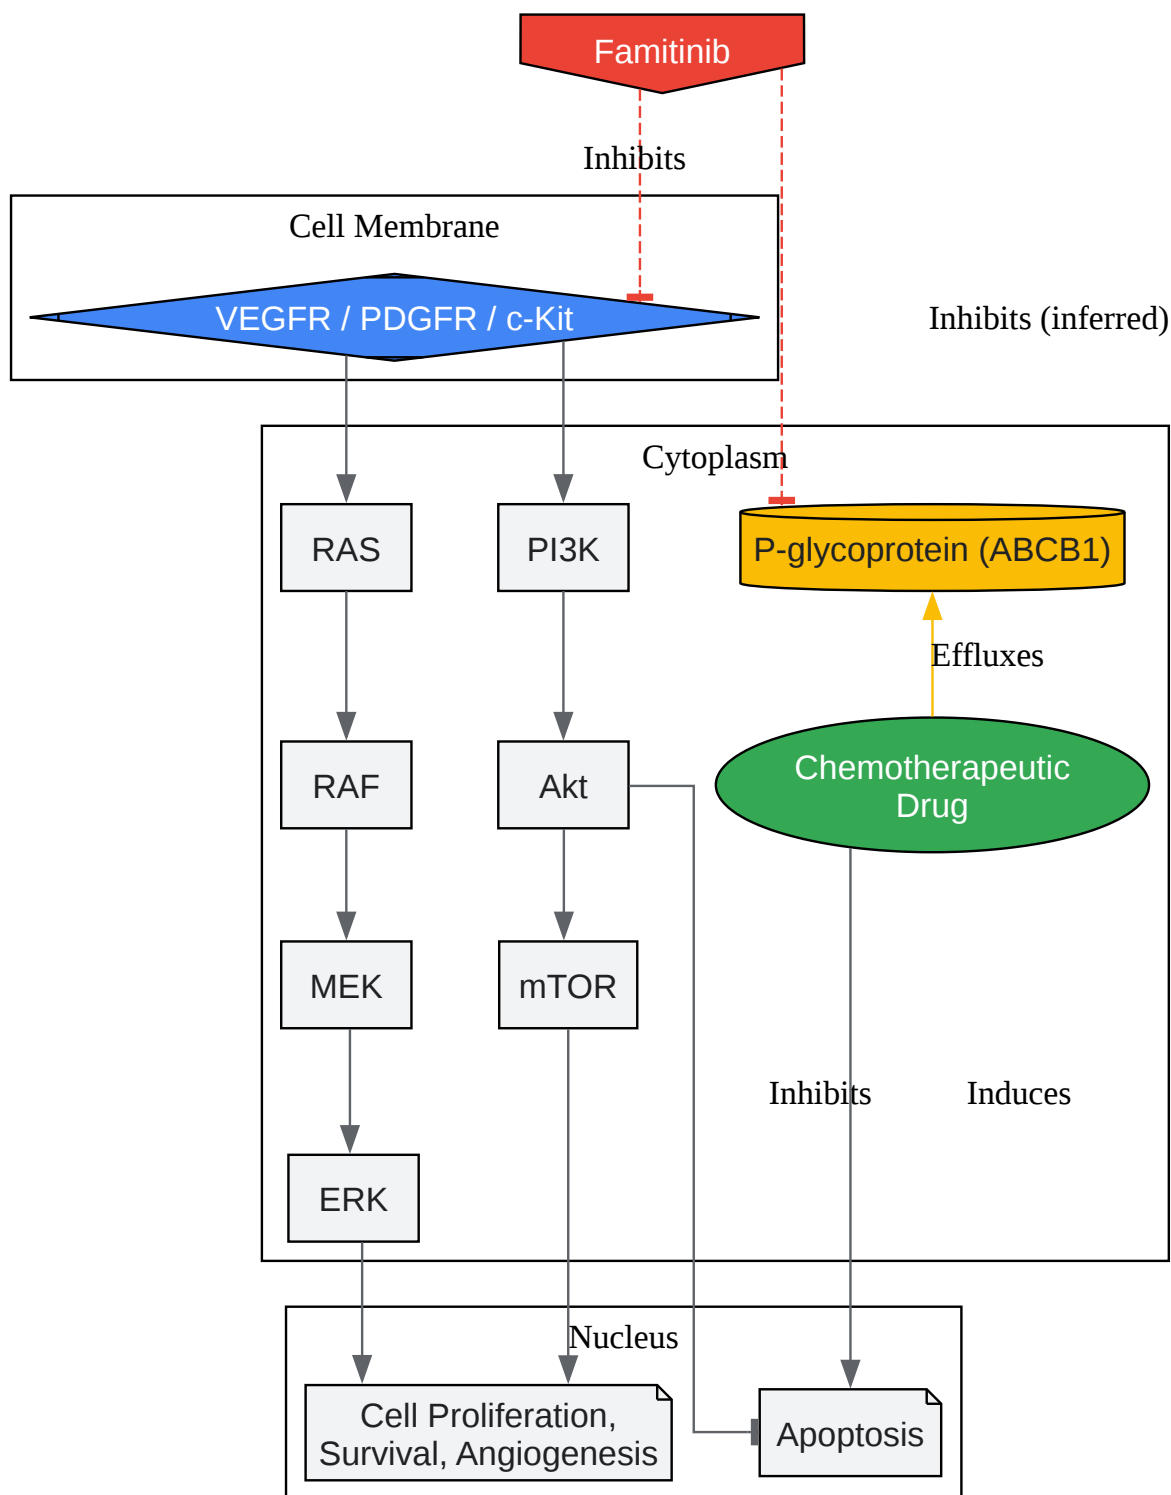 Famitinib
Inhibits
Cell Membrane
VEGFR / PDGFR / c-Kit
Inhibits (inferred)
Cytoplasm
RAS
PI3K
P-glycoprotein (ABCB1)
Effluxes
RAF
Akt
Chemotherapeutic
Drug
MEK
mTOR
Inhibits
Induces
ERK
Nucleus
Cell Proliferation,
Survival, Angiogenesis
Apoptosis